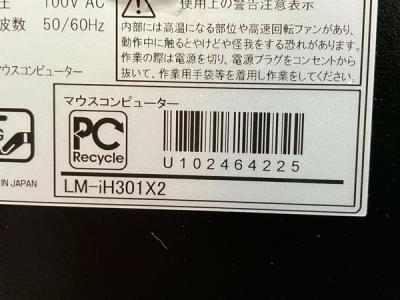 圧 100V AC
波数 50/60Hz
使用上の警告注意表示
内部には高温になる部位や高速回転ファンがあり、
動作中に触るとやけどや怪我をする恐れがあります。
作業の際は電源を切り、電源プラグをコンセントから
抜いて、作業用手袋等を着用し作業をしてください。
マウスコンピューター
マウスコンピューター
PC
Recycle
U102464225
IN JAPAN
LM-iH301X2